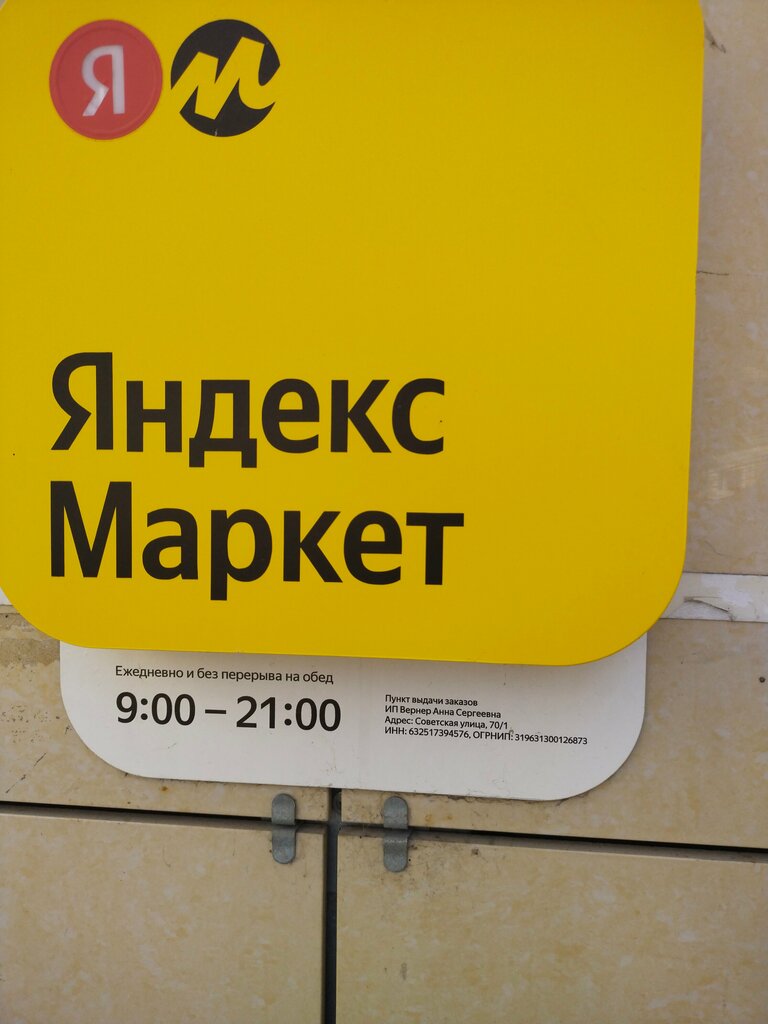 Я М
Яндекс
Маркет
Ежедневно и без перерыва на обед
9:00 – 21:00
Пункт выдачи заказов
ИП Вернер Анна Сергеевна
Адрес: Советская улица, 70/1
ИНН: 632517394576, ОГРНИП: 319631300126873